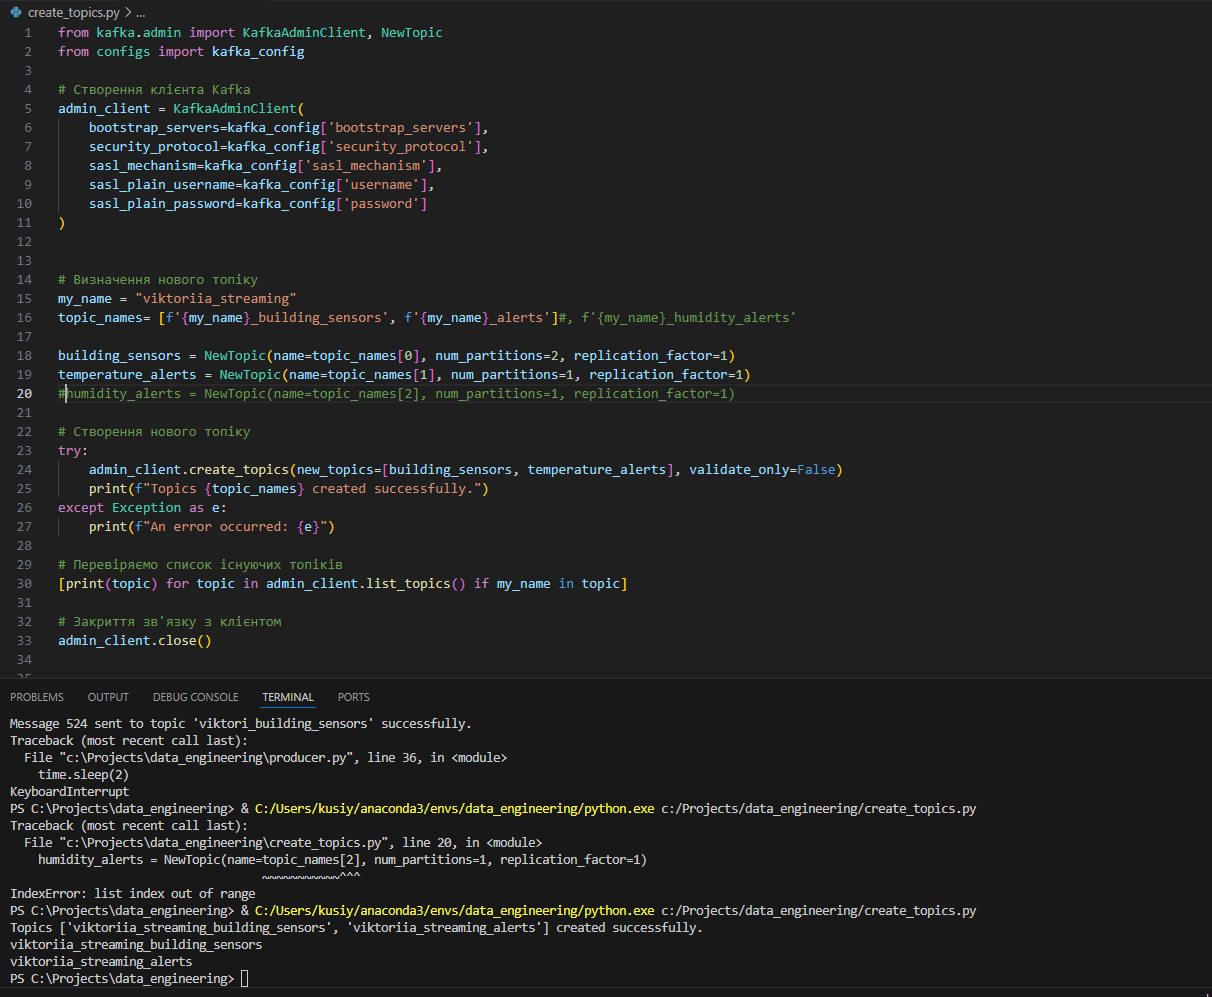 create_topics.py > ...
1 from kafka.admin import KafkaAdminClient, NewTopic
2 from configs import kafka_config
3
4 # Створення клієнта Kafka
5 admin_client = KafkaAdminClient(
6     bootstrap_servers=kafka_config['bootstrap_servers'],
7     security_protocol=kafka_config['security_protocol'],
8     sasl_mechanism=kafka_config['sasl_mechanism'],
9     sasl_plain_username=kafka_config['username'],
10     sasl_plain_password=kafka_config['password']
11 )
12
13
14 # Визначення нового топіку
15 my_name = "viktoriia_streaming"
16 topic_names= [f'{my_name}_building_sensors', f'{my_name}_alerts']#, f'{my_name}_humidity_alerts'
17
18 building_sensors = NewTopic(name=topic_names[0], num_partitions=2, replication_factor=1)
19 temperature_alerts = NewTopic(name=topic_names[1], num_partitions=1, replication_factor=1)
20 #humidity_alerts = NewTopic(name=topic_names[2], num_partitions=1, replication_factor=1)
21
22 # Створення нового топіку
23 try:
24     admin_client.create_topics(new_topics=[building_sensors, temperature_alerts], validate_only=False)
25     print(f"Topics {topic_names} created successfully.")
26 except Exception as e:
27     print(f"An error occurred: {e}")
28
29 # Перевіряємо список існуючих топіків
30 [print(topic) for topic in admin_client.list_topics() if my_name in topic]
31
32 # Закриття зв'язку з клієнтом
33 admin_client.close()
34
35
PROBLEMS OUTPUT DEBUG CONSOLE TERMINAL PORTS
Message 524 sent to topic 'viktori_building_sensors' successfully.
Traceback (most recent call last):
  File "c:\Projects\data_engineering\producer.py", line 36, in <module>
    time.sleep(2)
KeyboardInterrupt
PS C:\Projects\data_engineering> & C:/Users/kusiy/anaconda3/envs/data_engineering/python.exe c:/Projects/data_engineering/create_topics.py
Traceback (most recent call last):
  File "c:\Projects\data_engineering\create_topics.py", line 20, in <module>
    humidity_alerts = NewTopic(name=topic_names[2], num_partitions=1, replication_factor=1)
                                    ~~~~~~~~~~~^^^
IndexError: list index out of range
PS C:\Projects\data_engineering> & C:/Users/kusiy/anaconda3/envs/data_engineering/python.exe c:/Projects/data_engineering/create_topics.py
Topics ['viktoriia_streaming_building_sensors', 'viktoriia_streaming_alerts'] created successfully.
viktoriia_streaming_building_sensors
viktoriia_streaming_alerts
PS C:\Projects\data_engineering>